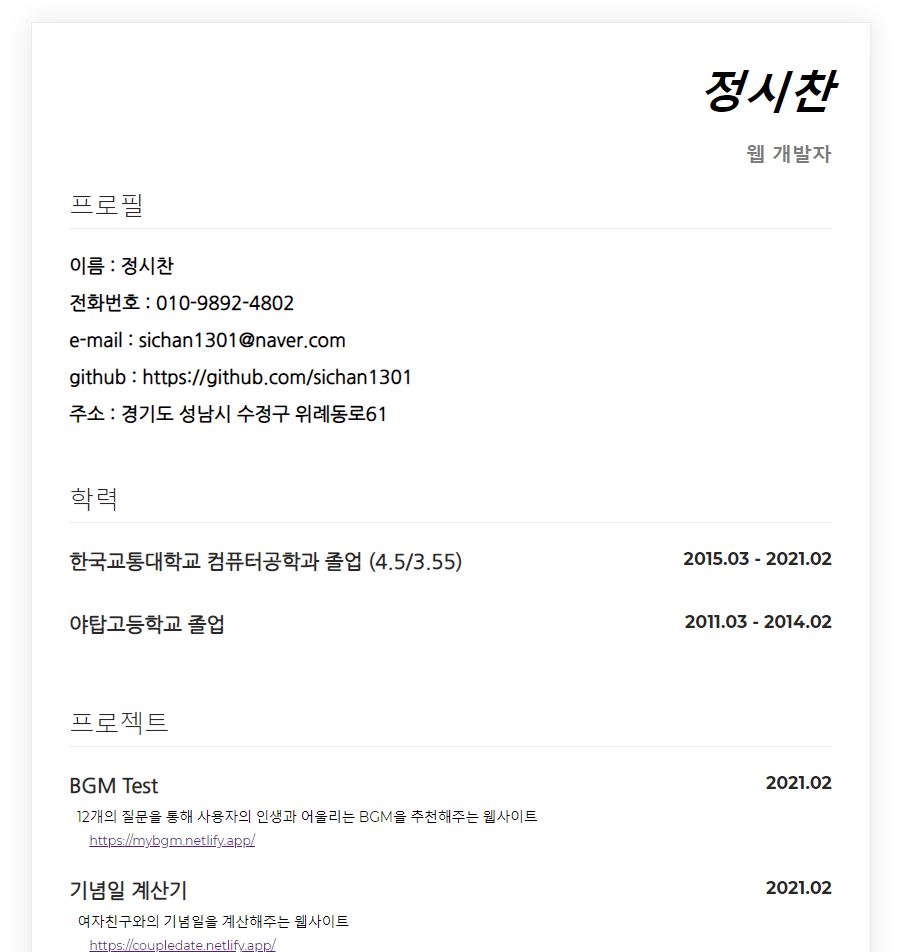 정시찬
웹 개발자
프로필
이름 : 정시찬
전화번호 : 010-9892-4802
e-mail : sichan1301@naver.com
github : https://github.com/sichan1301
주소 : 경기도 성남시 수정구 위례동로61
학력
한국교통대학교 컴퓨터공학과 졸업 (4.5/3.55) 2015.03 - 2021.02
야탑고등학교 졸업 2011.03 - 2014.02
프로젝트
BGM Test 2021.02
12개의 질문을 통해 사용자의 인생과 어울리는 BGM을 추천해주는 웹사이트
https://mybgm.netlify.app/
기념일 계산기 2021.02
여자친구와의 기념일을 계산해주는 웹사이트
https://coupledate.netlify.app/